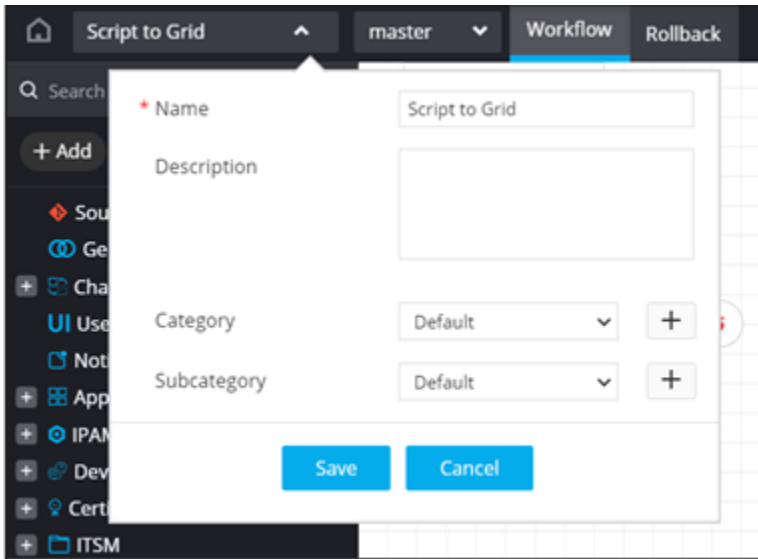 Script to Grid master Workflow Rollback
Search
* Name Script to Grid
+ Add
Description
Sou
Ge
Cha
Category Default +
UI Use
Noti
Subcategory Default +
App
IPAM
Dev
Save Cancel
Certi
ITSM